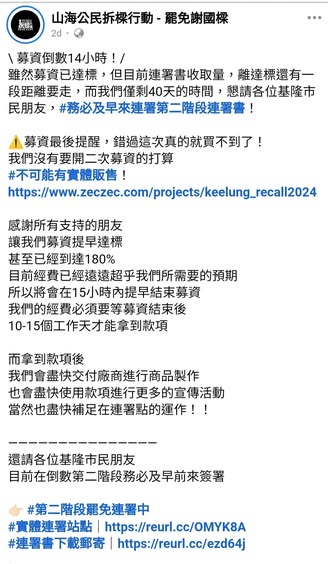 山海公民拆樑行動 - 罷免謝國樑
2d
\ 募資倒數14小時！/
雖然募資已達標，但目前連署書收取量，離達標還有一
段距離要走，而我們僅剩40天的時間，懇請各位基隆市
民朋友，#務必及早來連署第二階段連署書！
⚠️募資最後提醒，錯過這次真的就買不到了！
我們沒有要開二次募資的打算
#不可能有實體販售！
https://www.zeczec.com/projects/keelung_recall2024
感謝所有支持的朋友
讓我們募資提早達標
甚至已經到達180%
目前經費已經遠遠超乎我們所需要的預期
所以將會在15小時內提早結束募資
我們的經費必須要等募資結束後
10-15個工作天才能拿到款項
而拿到款項後
我們會盡快交付廠商進行商品製作
也會盡快使用款項進行更多的宣傳活動
當然也盡快補足在連署點的運作！！
———————————————
還請各位基隆市民朋友
目前在倒數第二階段務必及早前來簽署
👉🏻 #第二階段罷免連署中
#實體連署站點｜https://reurl.cc/OMYK8A
#連署書下載郵寄｜https://reurl.cc/ezd64j